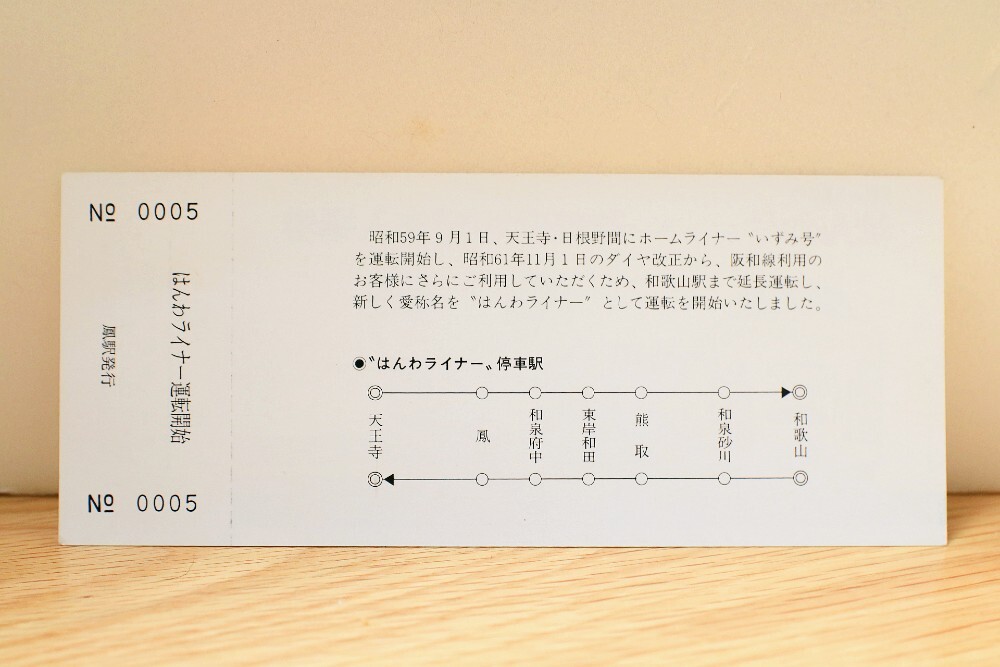 № 0005
はんわライナー運転開始
鳳駅発行
№ 0005
昭和59年9月1日、天王寺・日根野間にホームライナー〝いずみ号〟
を運転開始し、昭和61年11月1日のダイヤ改正から、阪和線利用の
お客様にさらにご利用していただくため、和歌山駅まで延長運転し、
新しく愛称名を〝はんわライナー〟として運転を開始いたしました。
◉〝はんわライナー〟停車駅
天王寺
鳳
和泉府中
東岸和田
熊取
和泉砂川
和歌山